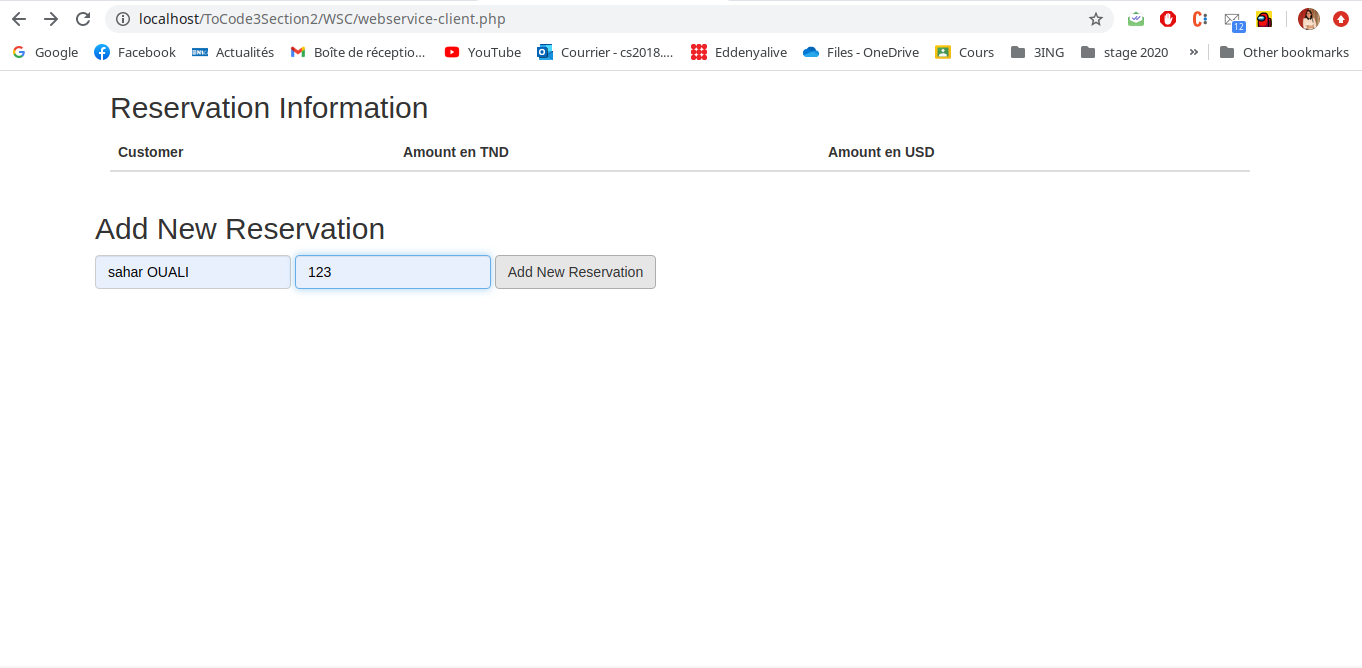 localhost/ToCode3Section2/WSC/webservice-client.php
12
Google Facebook Actualités Boîte de réceptio... YouTube Courrier - cs2018.... Eddenyalive Files - OneDrive Cours 3ING stage 2020 » Other bookmarks
Reservation Information
Customer Amount en TND Amount en USD
Add New Reservation
sahar OUALI 123 Add New Reservation